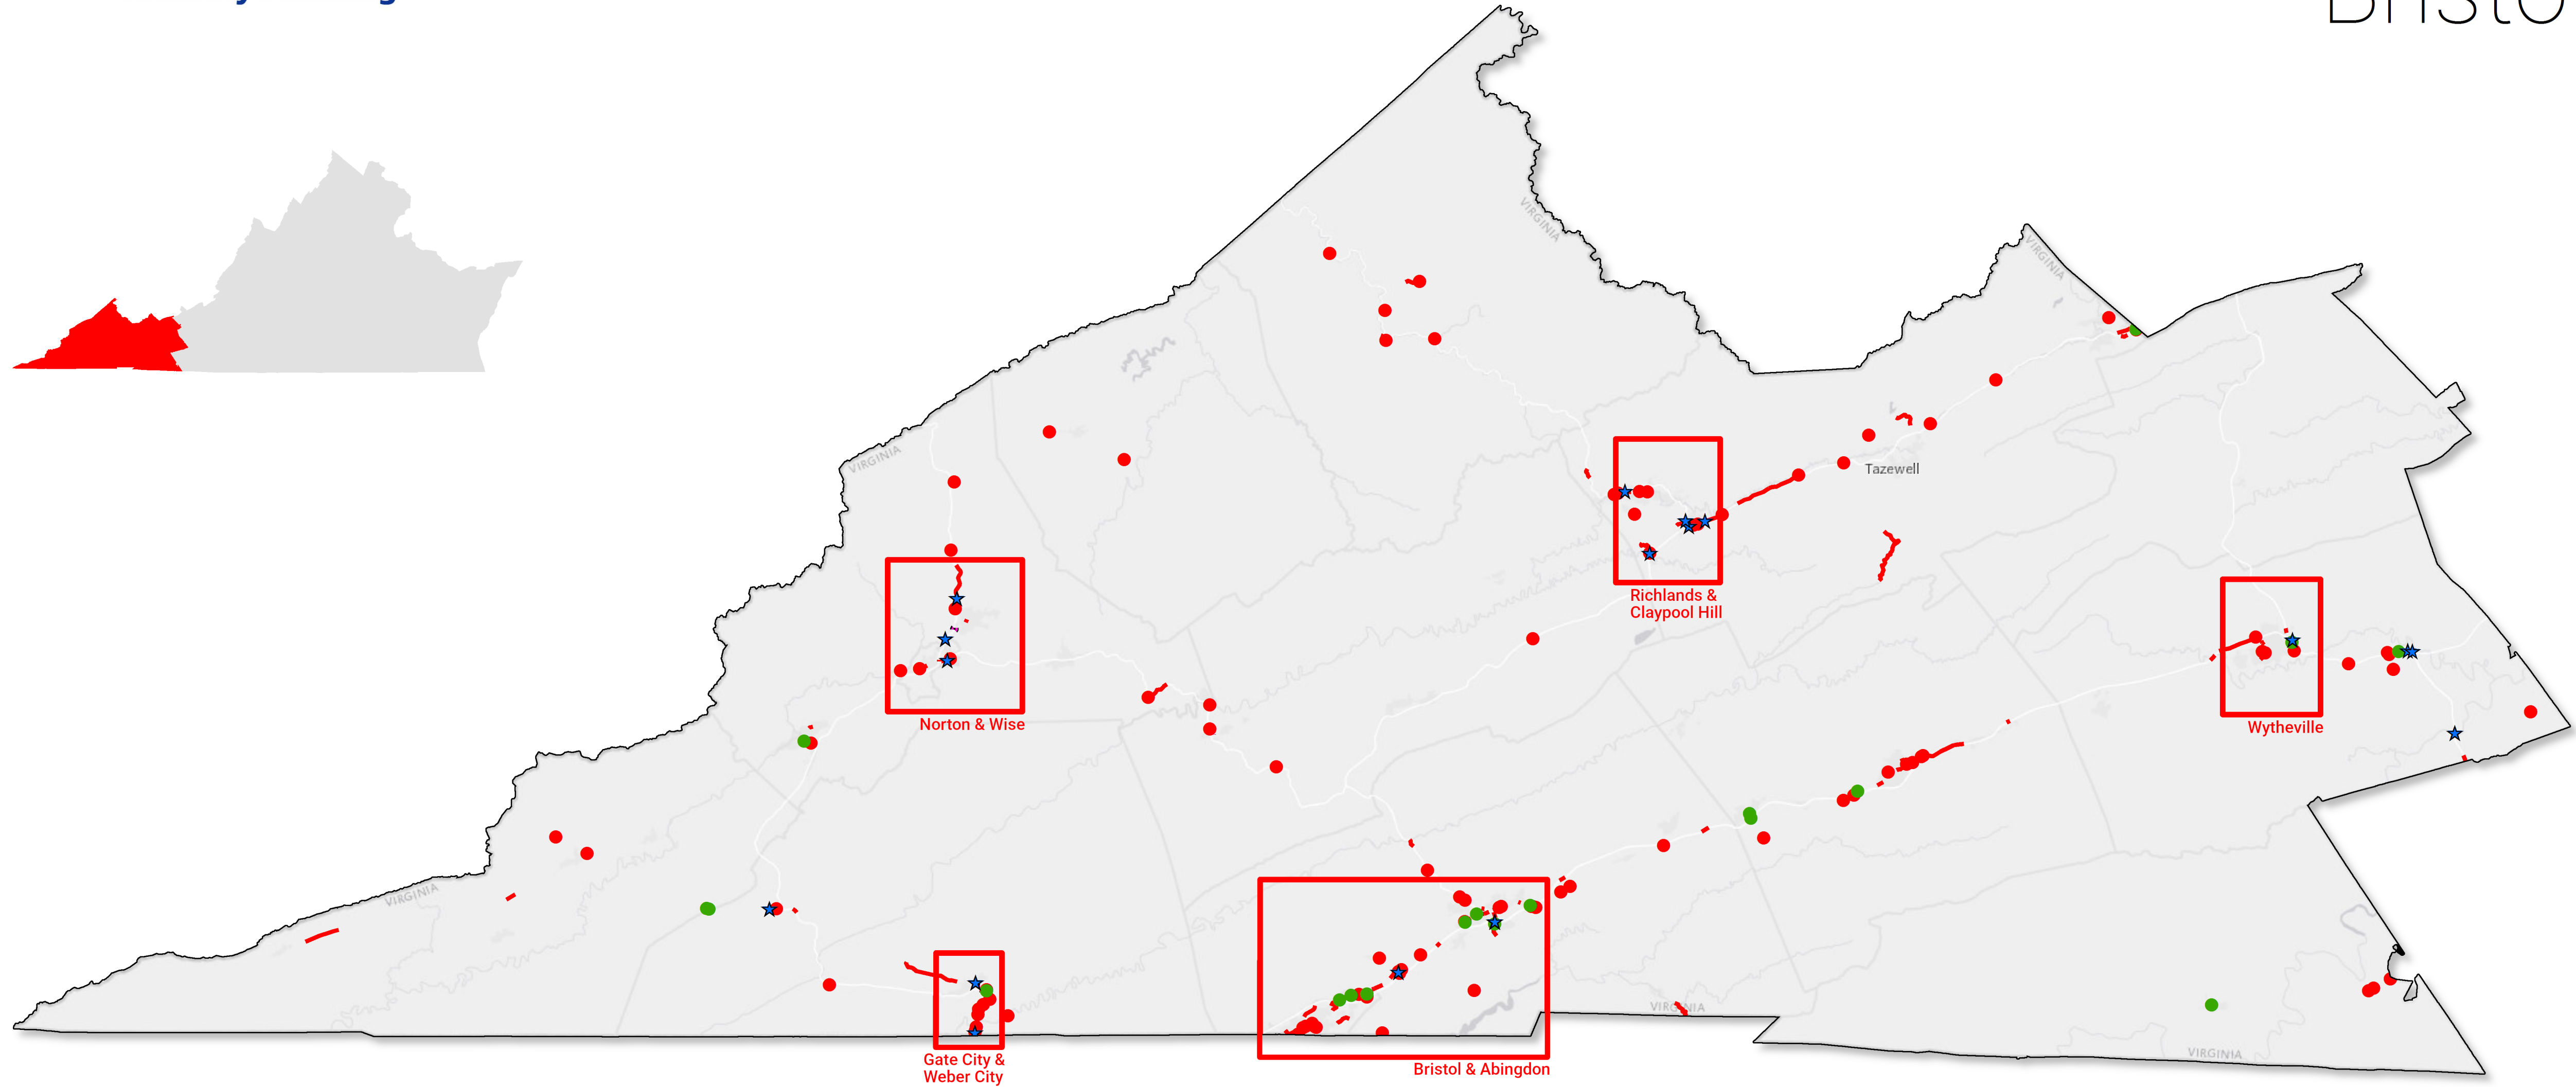 VIRGINIA
VIRGINIA
VIRGINIA
Tazewell
Richlands &
Claypool Hill
Norton & Wise
Wytheville
VIRGINIA
VIRGINIA
VIRGINIA
Gate City &
Weber City
Bristol & Abingdon